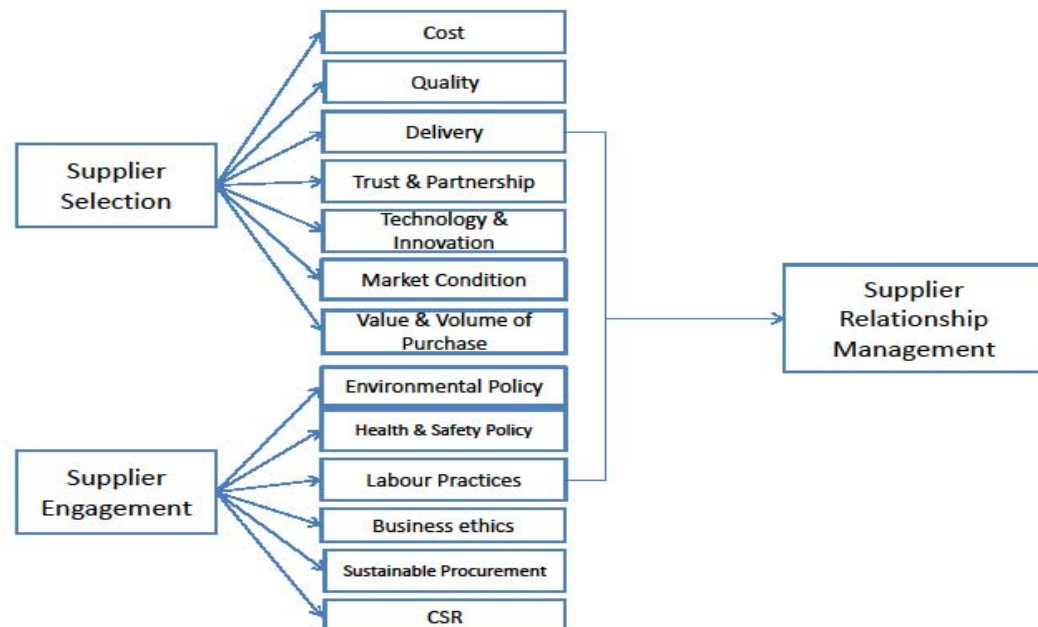 Cost
Quality
Delivery
Supplier
Selection
Trust & Partnership
Technology &
Innovation
Market Condition
Value & Volume of
Purchase
Supplier
Relationship
Management
Environmental Policy
Health & Safety Policy
Supplier
Engagement
Labour Practices
Business ethics
Sustainable Procurement
CSR